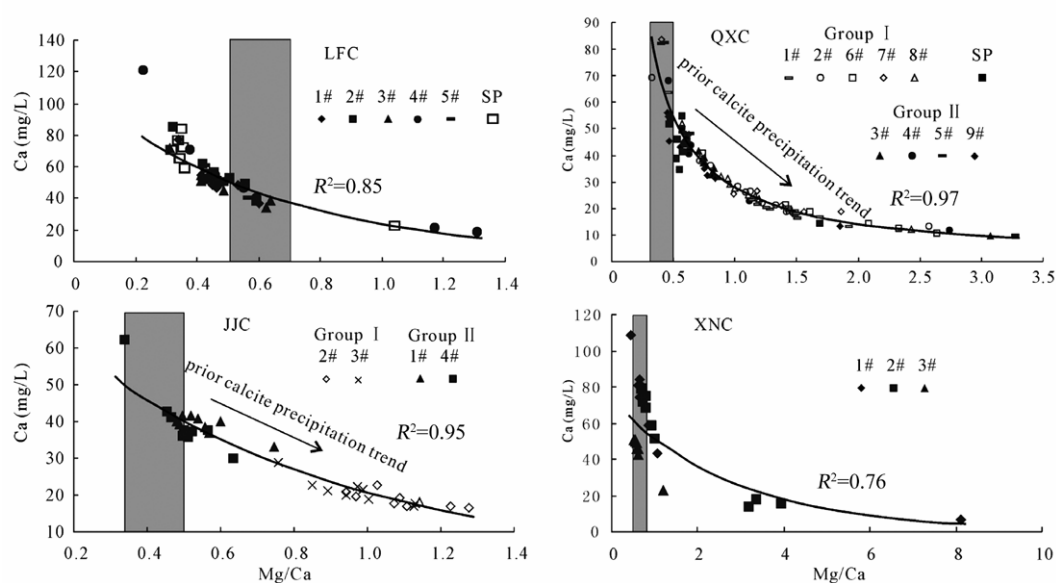 140
120
100
80
60
40
20
0
Ca (mg/L)
LFC
1# 2# 3# 4# 5# SP
R²=0.85
0 0.2 0.4 0.6 0.8 1.0 1.2 1.4
Mg/Ca
90
80
70
60
50
40
30
20
10
0
Ca (mg/L)
QXC
Group I
1# 2# 6# 7# 8# SP
Group II
3# 4# 5# 9#
prior calcite precipitation trend
R²=0.97
0 0.5 1.0 1.5 2.0 2.5 3.0 3.5
70
60
50
40
30
20
10
Ca (mg/L)
JJC
Group I Group II
2# 3# 1# 4#
prior calcite precipitation trend
R²=0.95
0.2 0.4 0.6 0.8 1.0 1.2 1.4
Mg/Ca
120
100
80
60
40
20
0
Ca (mg/L)
XNC
1# 2# 3#
R²=0.76
0 2 4 6 8 10
Mg/Ca